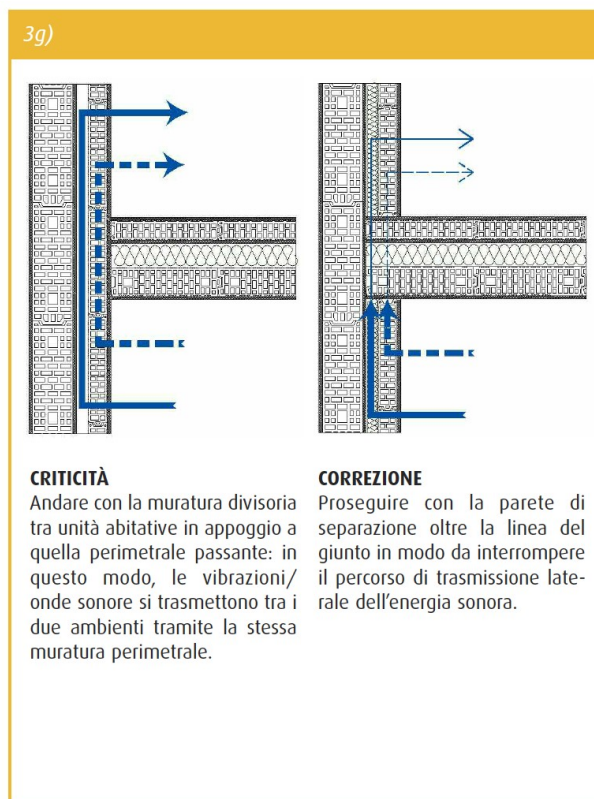 3g)
CRITICITÀ
Andare con la muratura divisoria
tra unità abitative in appoggio a
quella perimetrale passante: in
questo modo, le vibrazioni/
onde sonore si trasmettono tra i
due ambienti tramite la stessa
muratura perimetrale.
CORREZIONE
Proseguire con la parete di
separazione oltre la linea del
giunto in modo da interrompere
il percorso di trasmissione late-
rale dell'energia sonora.